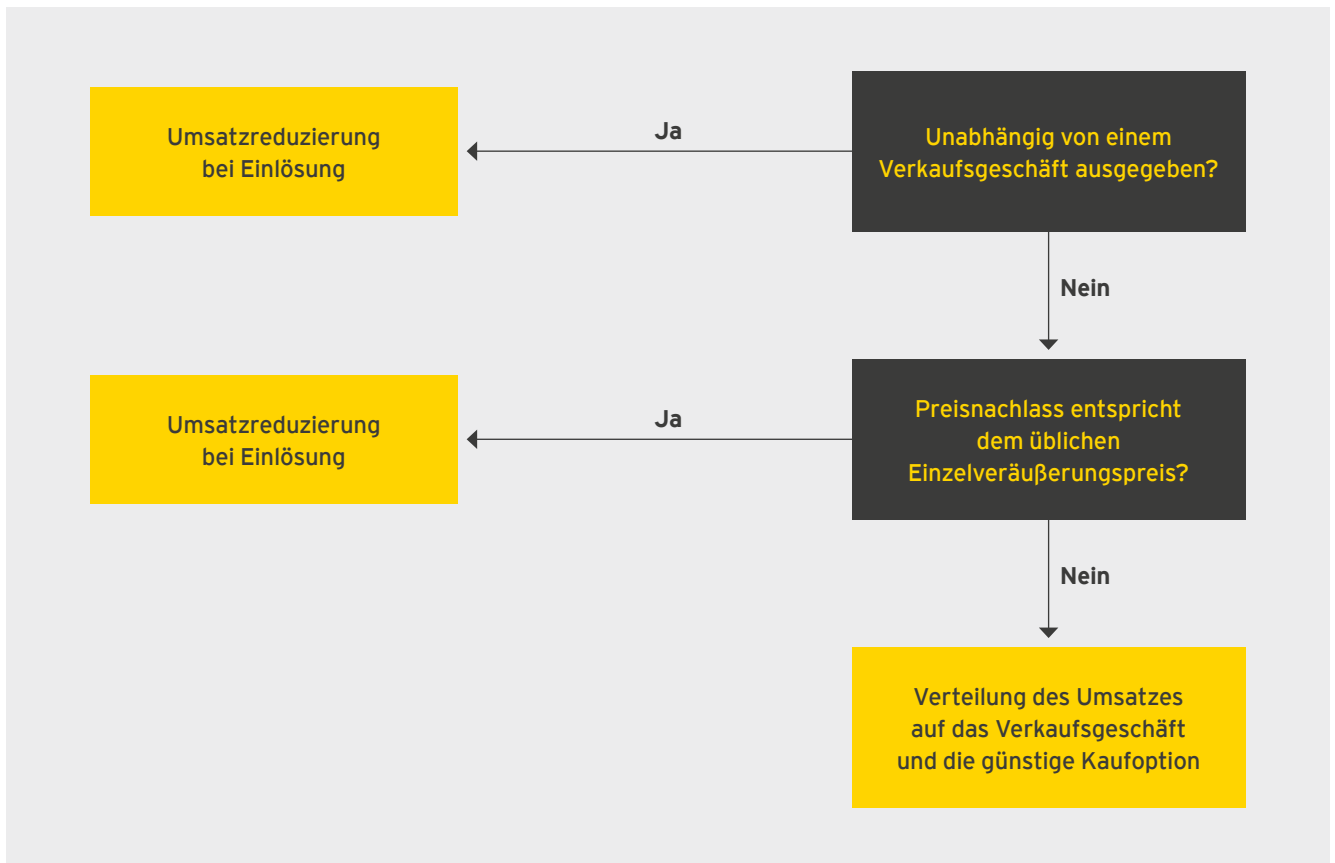 Unabhängig von einem
Verkaufsgeschäft ausgegeben?
Ja
Umsatzreduzierung
bei Einlösung
Nein
Preisnachlass entspricht
dem üblichen
Einzelveräußerungspreis?
Ja
Umsatzreduzierung
bei Einlösung
Nein
Verteilung des Umsatzes
auf das Verkaufsgeschäft
und die günstige Kaufoption